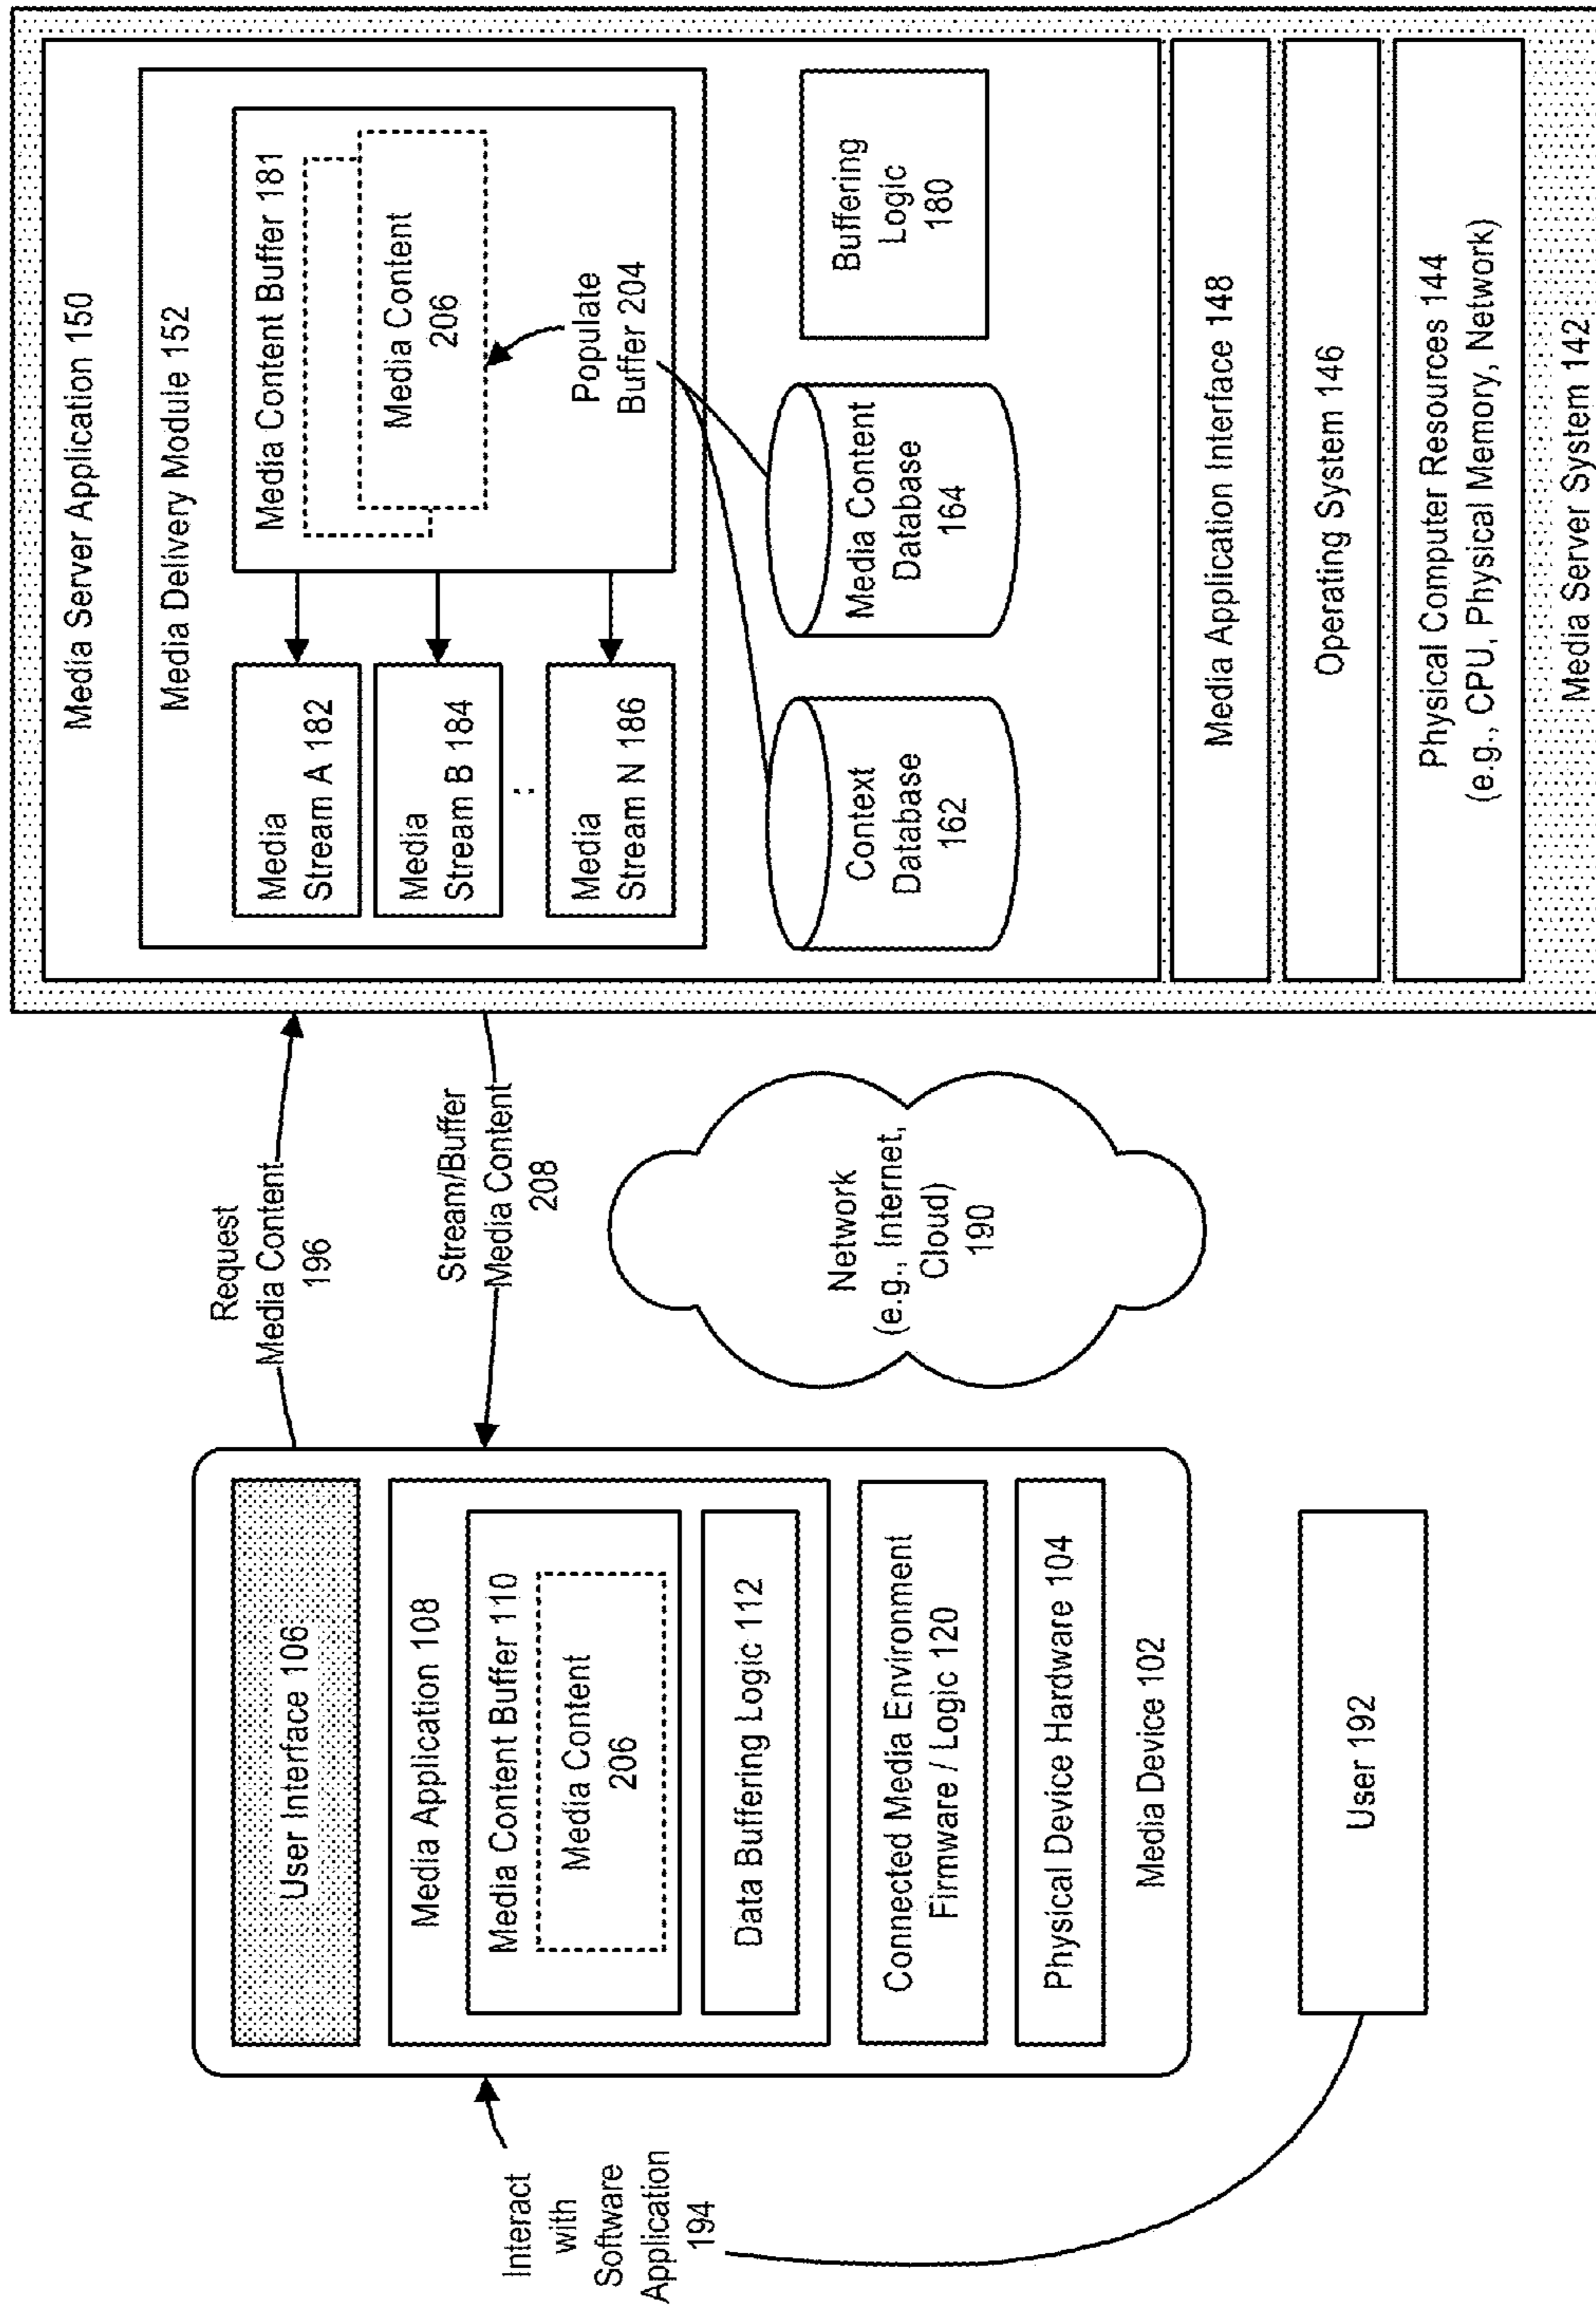 User Interface 106
Media Application 108
Media Content Buffer 110
Media Content
206
Data Buffering Logic 112
Connected Media Environment
Firmware / Logic 120
Physical Device Hardware 104
Media Device 102
User 192
Interact
with
Software
Application
194
Request
Media Content
196
Stream/Buffer
Media Content
208
Network
(e.g., Internet,
Cloud)
190
Media Server Application 150
Media Delivery Module 152
Media
Stream A 182
Media
Stream B 184
:
Media
Stream N 186
Media Content Buffer 181
Media Content
206
Populate
Buffer 204
Context
Database
162
Media Content
Database
164
Buffering
Logic
180
Media Application Interface 148
Operating System 146
Physical Computer Resources 144
(e.g., CPU, Physical Memory, Network)
Media Server System 142